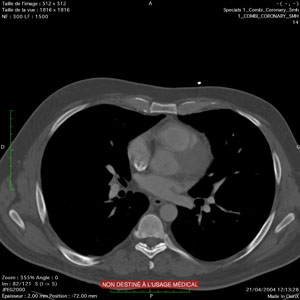 Taille de l'image : 512 x 512
Taille de la vue : 1816 x 1816
NF : 300 LF : 1500
A
Specials 1_Combi_Coronary_Smh
1_COMBI_CORONARY_SMH
14
D
G
Zoom : 355% Angle : 0
Im : 82/121 S (I -> S)
JPEG2000
Epaisseur : 2.00 mm Position : -72.00 mm
NON DESTINÉ À L'USAGE MÉDICAL
P
21/04/2004 12:13:28
Made in OsiriX